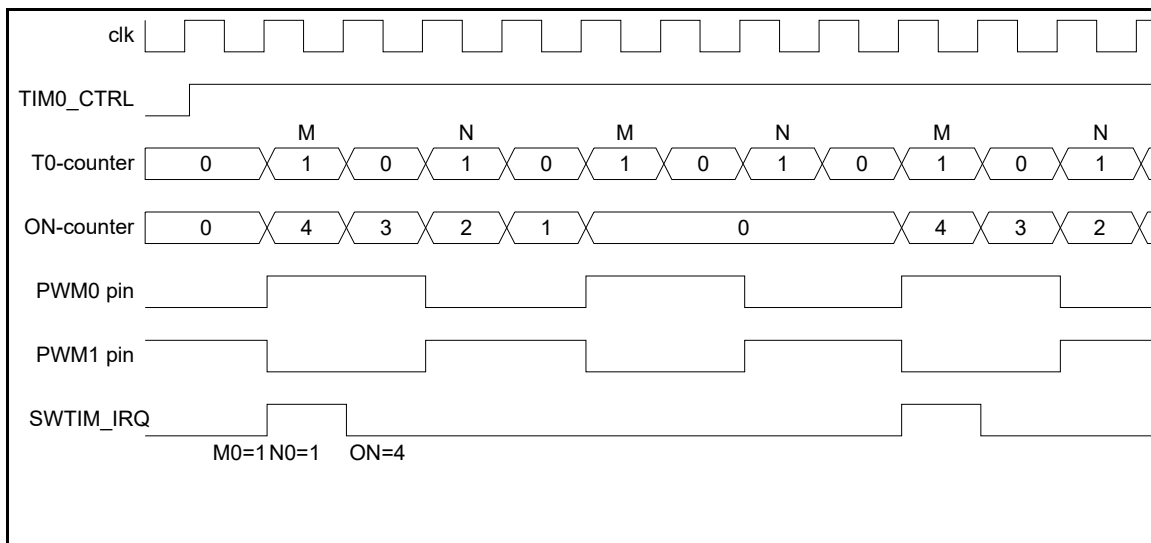 clk
TIM0_CTRL
M N M N M N
T0-counter 0 1 0 1 0 1 0 1 0 1 0 1
ON-counter 0 4 3 2 1 0 4 3 2
PWM0 pin
PWM1 pin
SWTIM_IRQ
M0=1 N0=1 ON=4